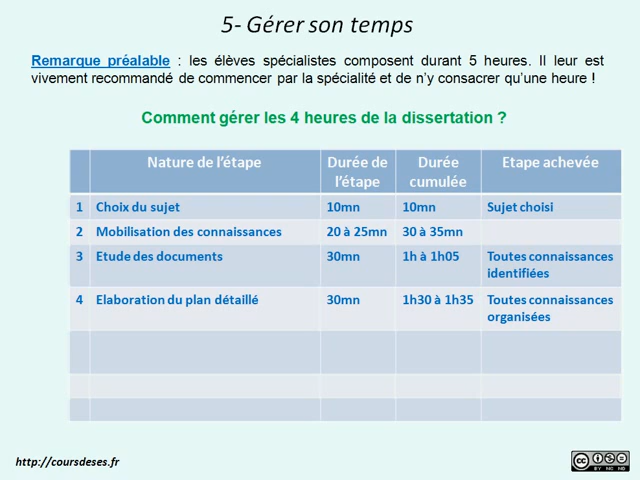 5- Gérer son temps
Remarque préalable : les élèves spécialistes composent durant 5 heures. Il leur est
vivement recommandé de commencer par la spécialité et de n'y consacrer qu'une heure !
Comment gérer les 4 heures de la dissertation ?
Nature de l'étape Durée de l'étape Durée cumulée Etape achevée
1 Choix du sujet 10mn 10mn Sujet choisi
2 Mobilisation des connaissances 20 à 25mn 30 à 35mn
3 Etude des documents 30mn 1h à 1h05 Toutes connaissances identifiées
4 Elaboration du plan détaillé 30mn 1h30 à 1h35 Toutes connaissances organisées
http://coursdeses.fr
cc
BY NC ND